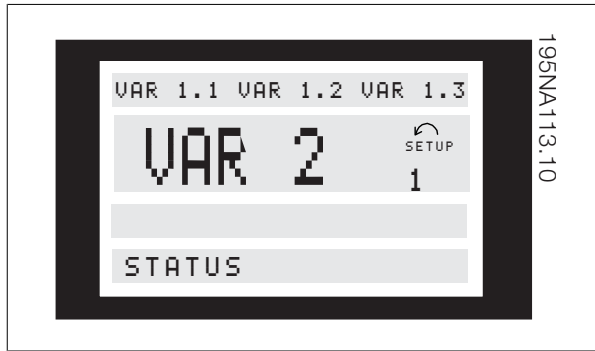 VAR 1.1 VAR 1.2 VAR 1.3
VAR 2
SETUP
1
STATUS
195NA113.10